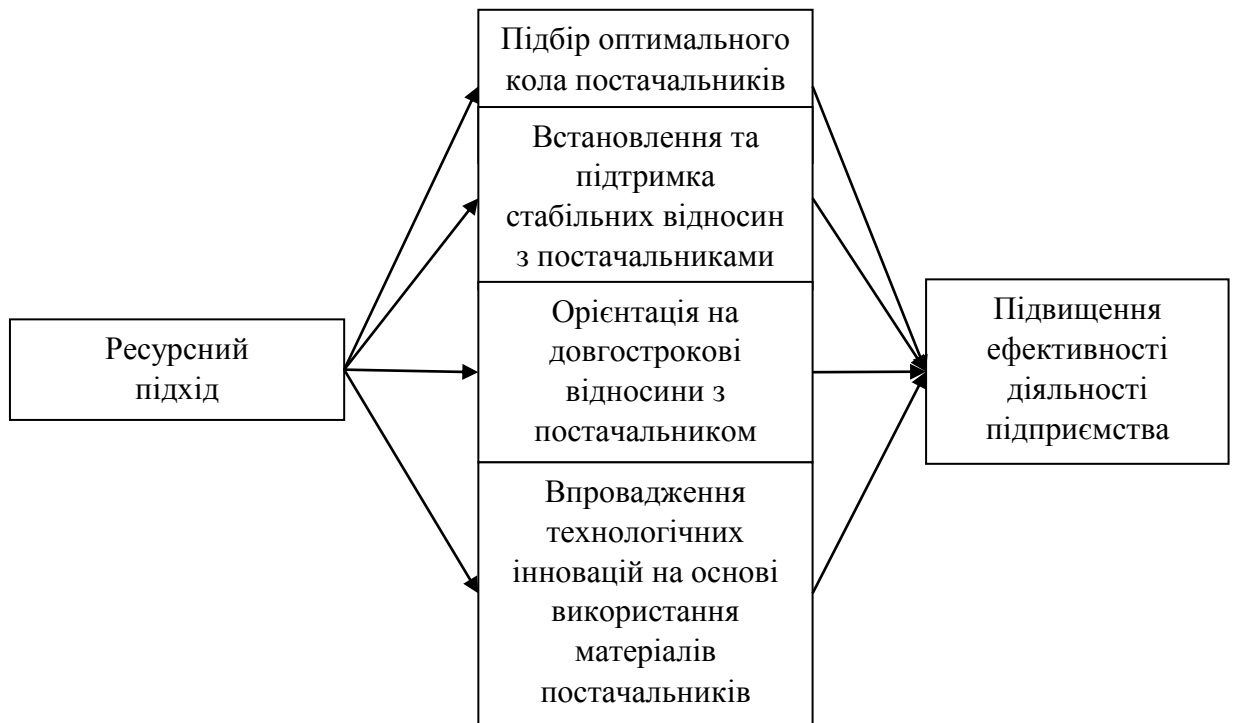 Підбір оптимального
кола постачальників
Встановлення та
підтримка
стабільних відносин
з постачальниками
Орієнтація на
довгострокові
відносини з
постачальником
Впровадження
технологічних
інновацій на основі
використання
матеріалів
постачальників
Ресурсний
підхід
Підвищення
ефективності
діяльності
підприємства